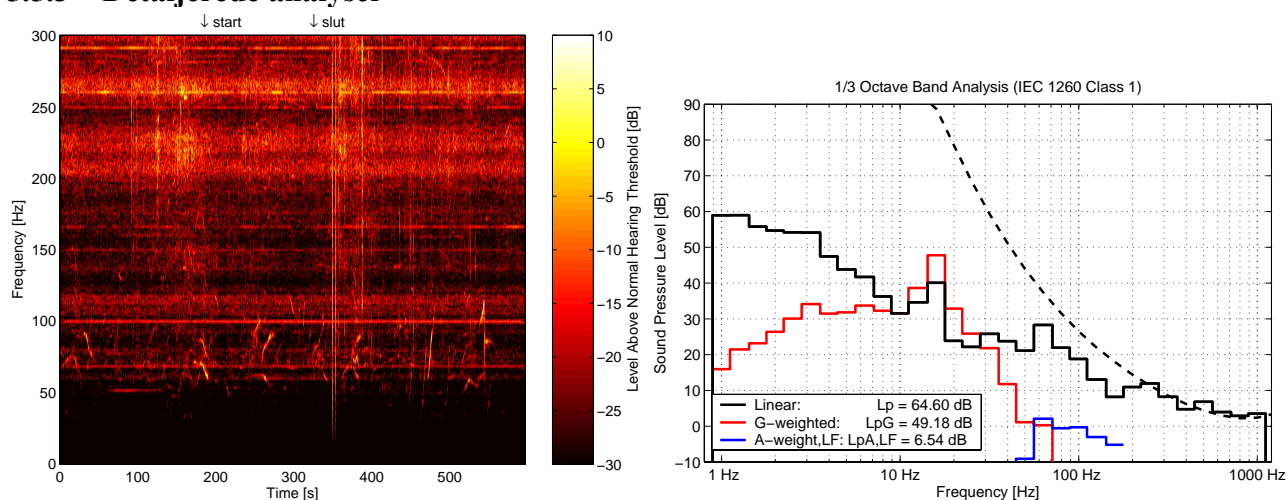 ↓ start
↓ slut
300
250
200
150
100
50
0
Frequency [Hz]
0
100
200
300
400
500
Time [s]
10
5
0
−5
−10
−15
−20
−25
−30
Level Above Normal Hearing Threshold [dB]
1/3 Octave Band Analysis (IEC 1260 Class 1)
90
80
70
60
50
40
30
20
10
0
−10
Sound Pressure Level [dB]
Linear: Lp = 64.60 dB
G−weighted: LpG = 49.18 dB
A−weight,LF: LpA,LF = 6.54 dB
1 Hz
10 Hz
100 Hz
1000 Hz
Frequency [Hz]